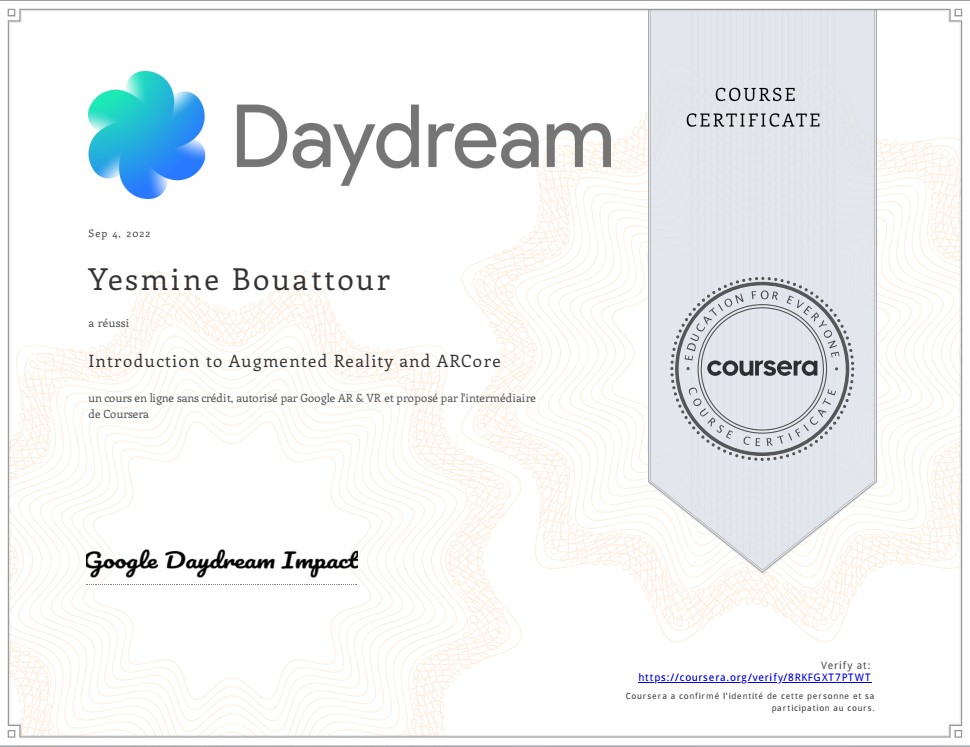 Daydream
COURSE
CERTIFICATE
Sep 4, 2022
Yesmine Bouattour
a réussi
Introduction to Augmented Reality and ARCore
un cours en ligne sans crédit, autorisé par Google AR & VR et proposé par l'intermédiaire
de Coursera
EDUCATION FOR EVERYONE
coursera
COURSE CERTIFICATE
Google Daydream Impact
Verify at:
https://coursera.org/verify/8RKFGXT7PTWT
Coursera a confirmé l'identité de cette personne et sa
participation au cours.